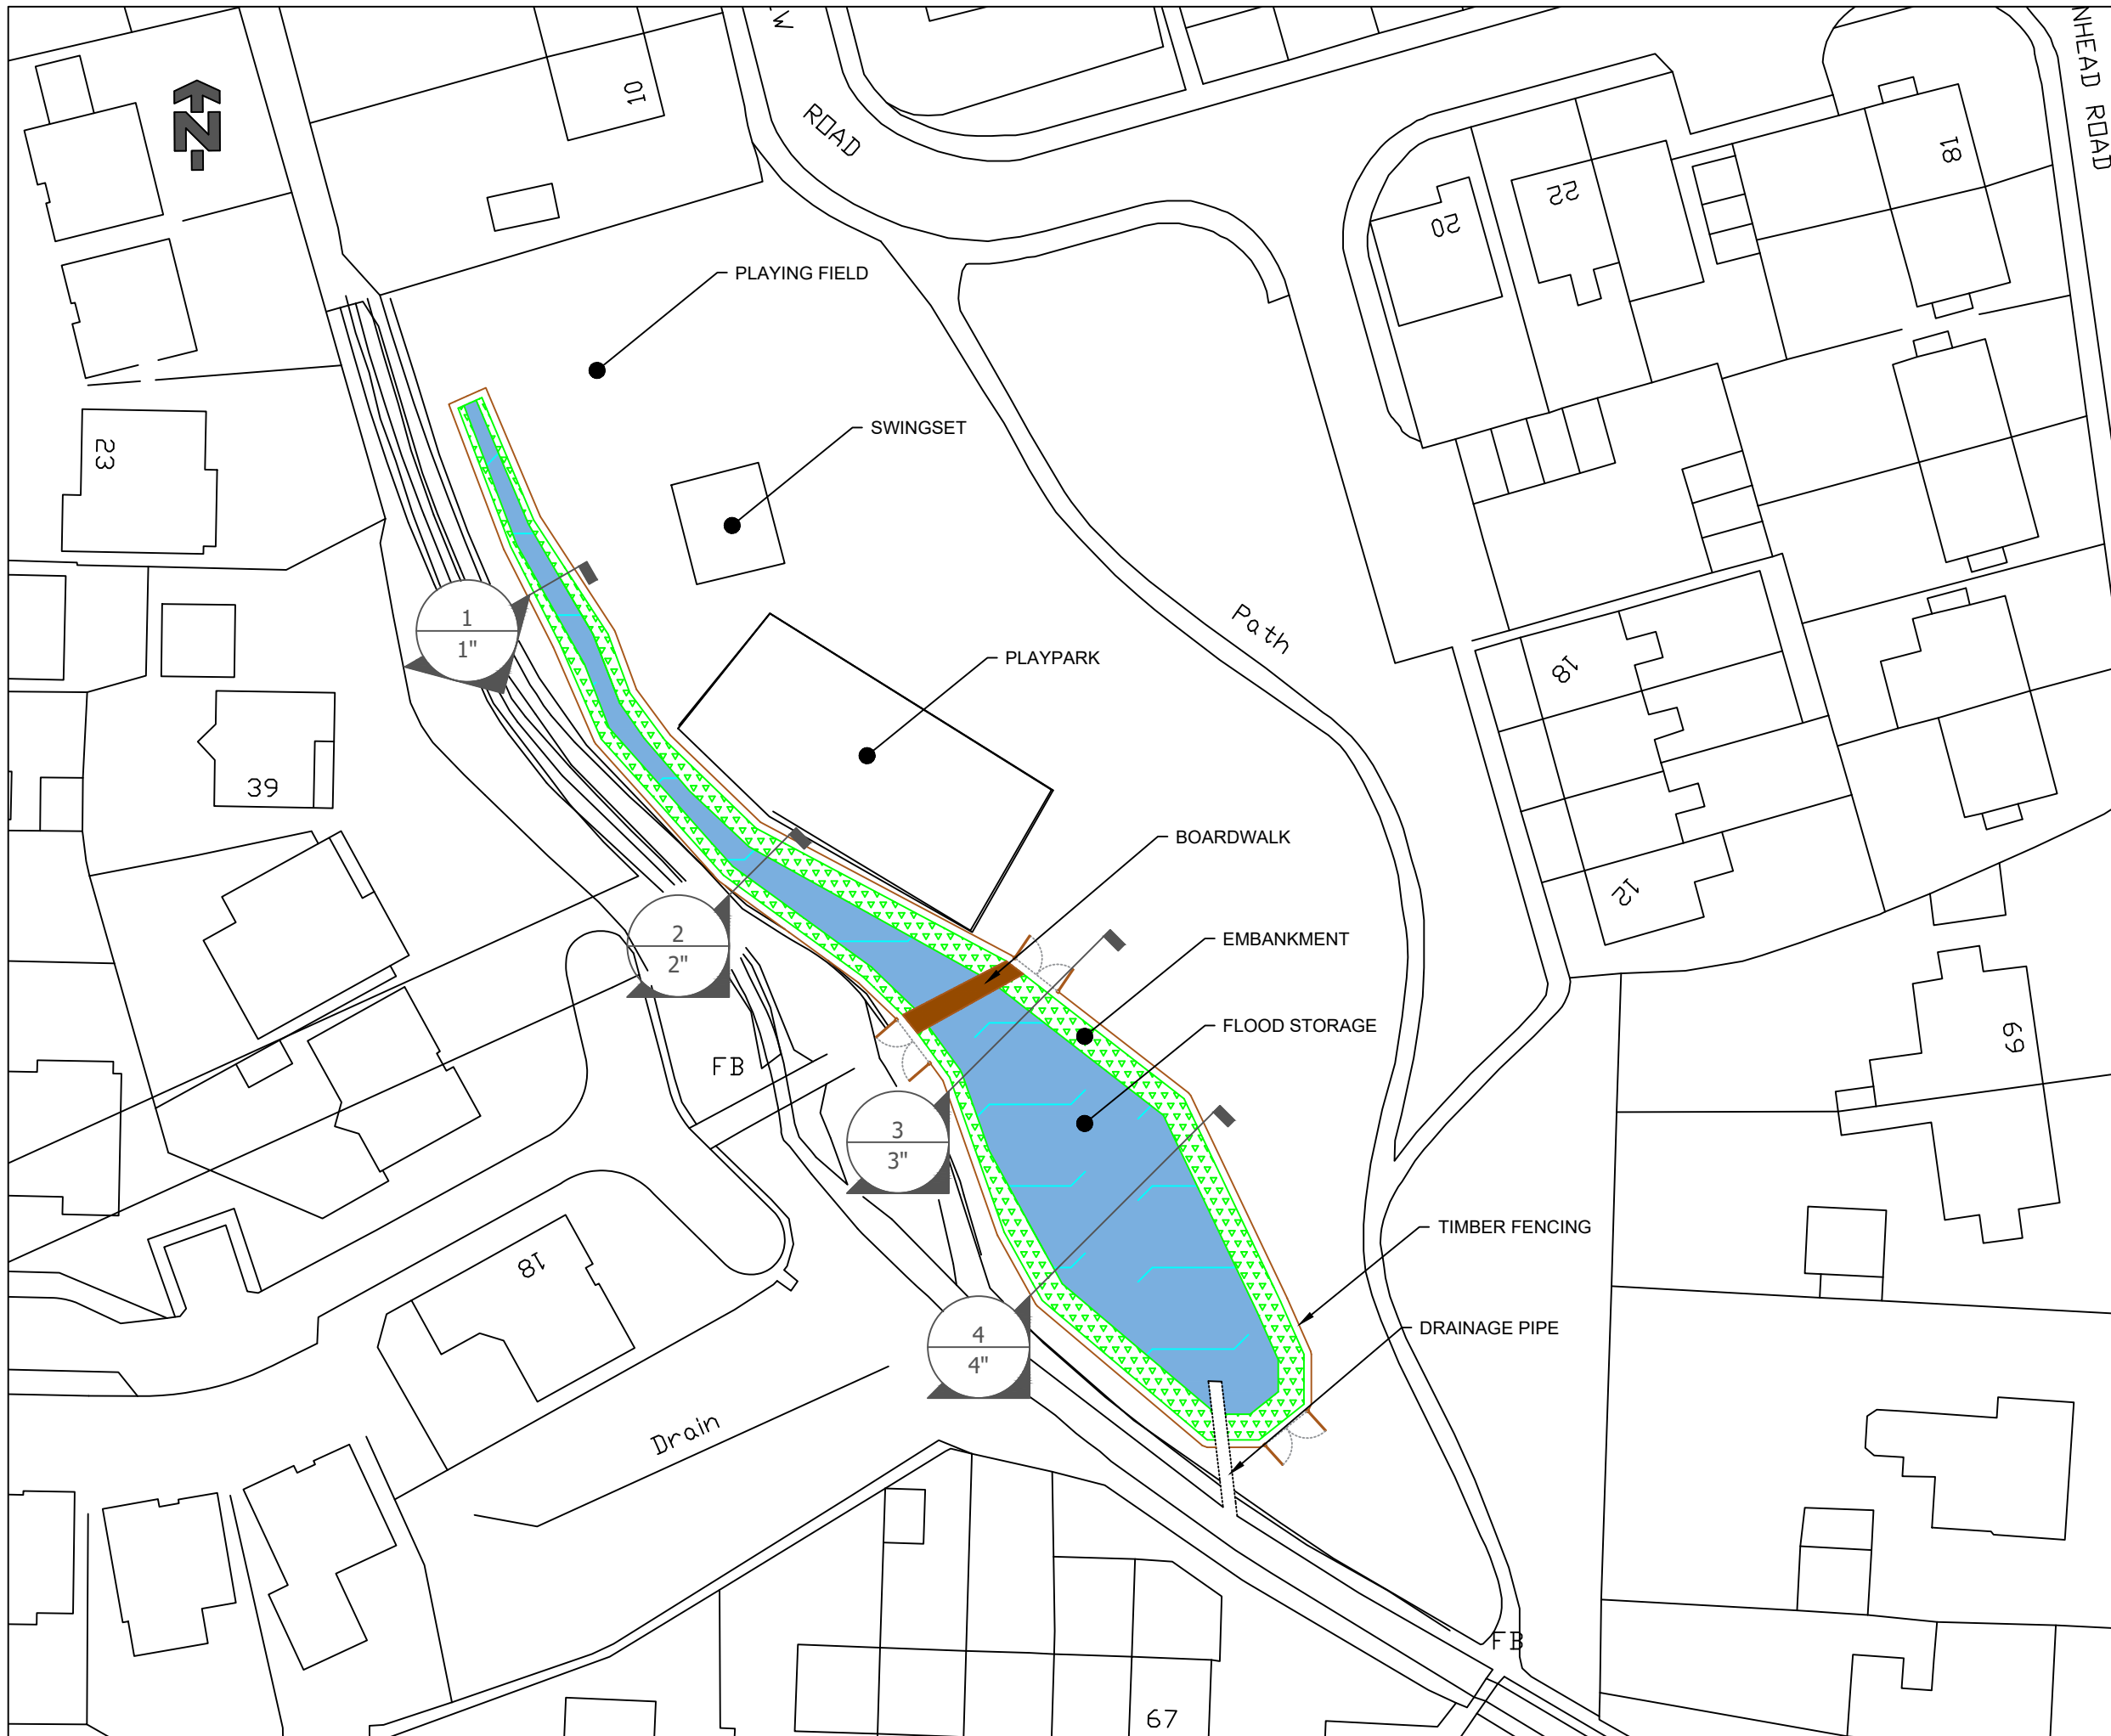 W
NHEAD ROAD
10
N
ROAD
81
22
20
PLAYING FIELD
SWINGSET
23
Path
PLAYPARK
1
1"
18
39
BOARDWALK
12
2
2"
EMBANKMENT
FLOOD STORAGE
69
FB
3
3"
TIMBER FENCING
18
4
4"
DRAINAGE PIPE
Drain
FB
67